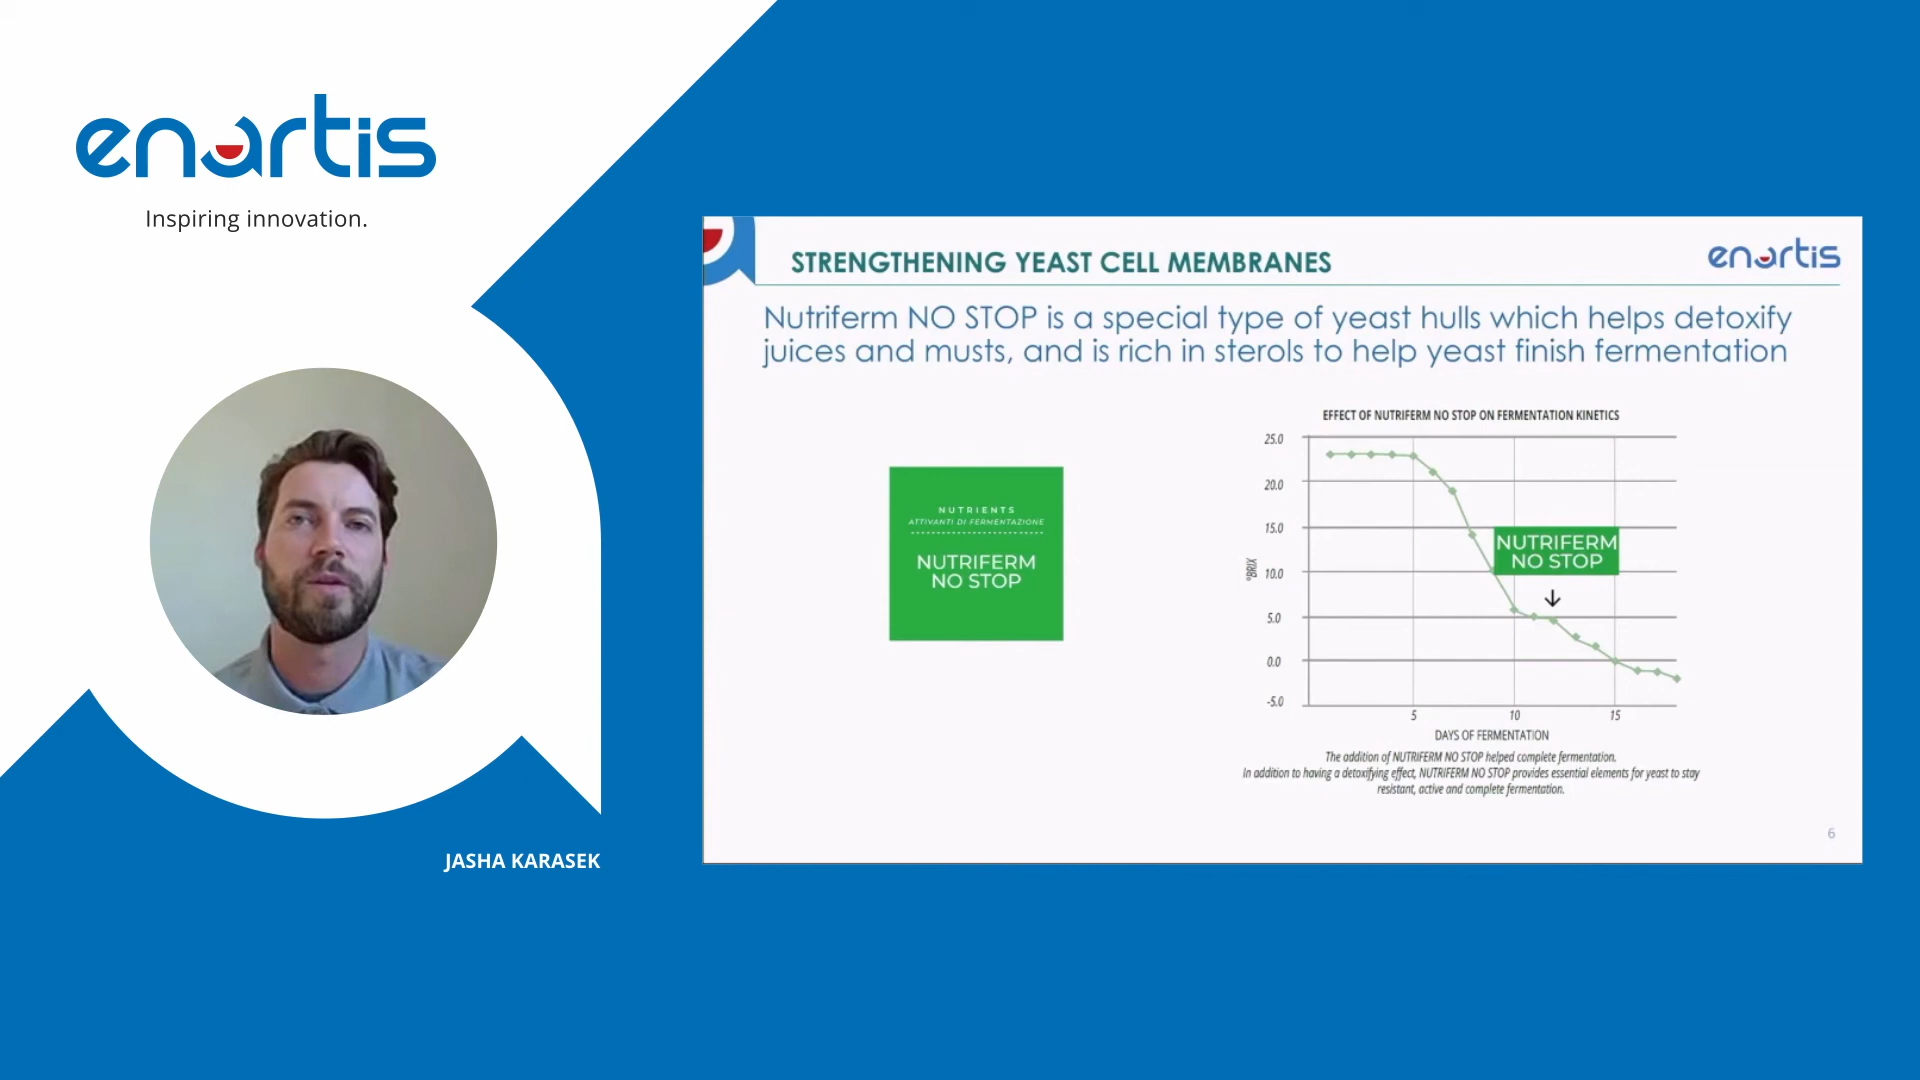 enartis
Inspiring innovation.
JASHA KARASEK
STRENGTHENING YEAST CELL MEMBRANES
enartis
Nutriferm NO STOP is a special type of yeast hulls which helps detoxify
juices and musts, and is rich in sterols to help yeast finish fermentation
NUTRIENTS
ATTIVANTI DI FERMENTAZIONE
NUTRIFERM
NO STOP
EFFECT OF NUTRIFERM NO STOP ON FERMENTATION KINETICS
25.0
20.0
15.0
10.0
5.0
0.0
-5.0
°BRIX
NUTRIFERM
NO STOP
5 10 15
DAYS OF FERMENTATION
The addition of NUTRIFERM NO STOP helped complete fermentation.
In addition to having a detoxifying effect, NUTRIFERM NO STOP provides essential elements for yeast to stay
resistant, active and complete fermentation.
6